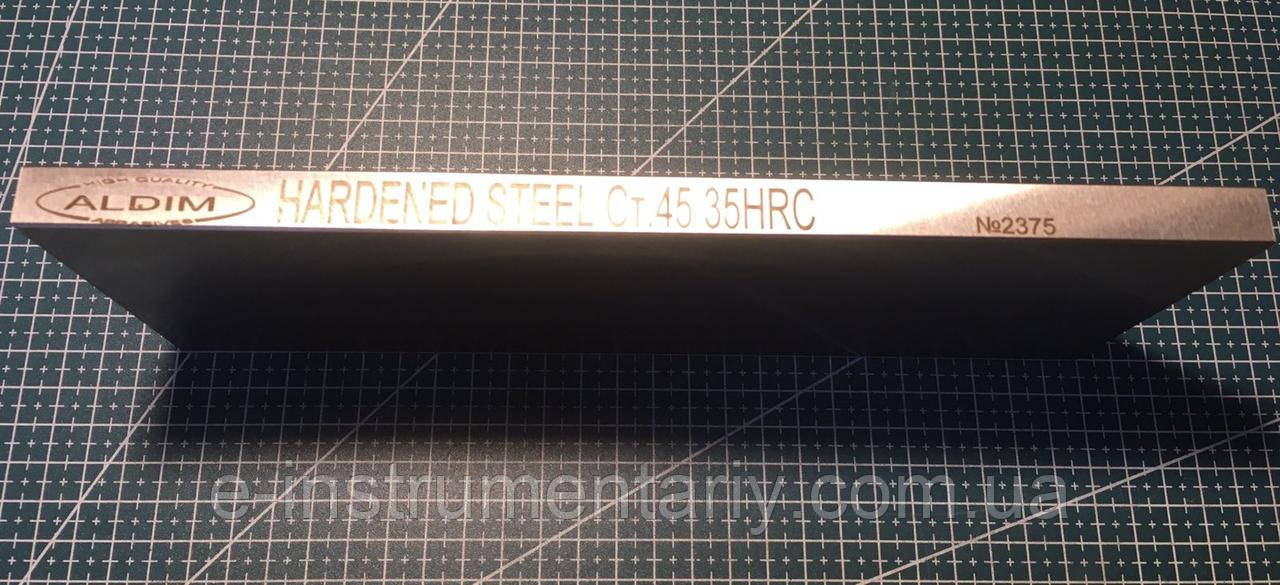 HIGH QUALITY
ALDIM
ABRASIVES
HARDENED STEEL Ст.45 35HRC
№2375
e-instrumentariy.com.ua